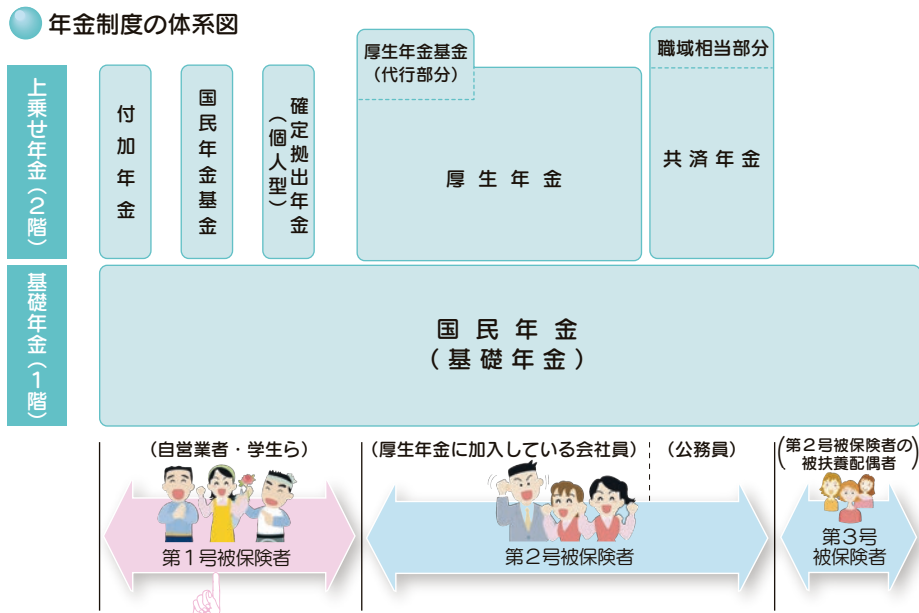 年金制度の体系図
上乗せ年金(2階)
付加年金
国民年金基金
確定拠出年金
(個人型)
厚生年金基金
(代行部分)
厚生年金
職域相当部分
共済年金
基礎年金(1階)
国民年金
(基礎年金)
(自営業者・学生ら)
(厚生年金に加入している会社員)
(公務員)
(第2号被保険者の
被扶養配偶者)
第1号被保険者
第2号被保険者
第3号
被保険者